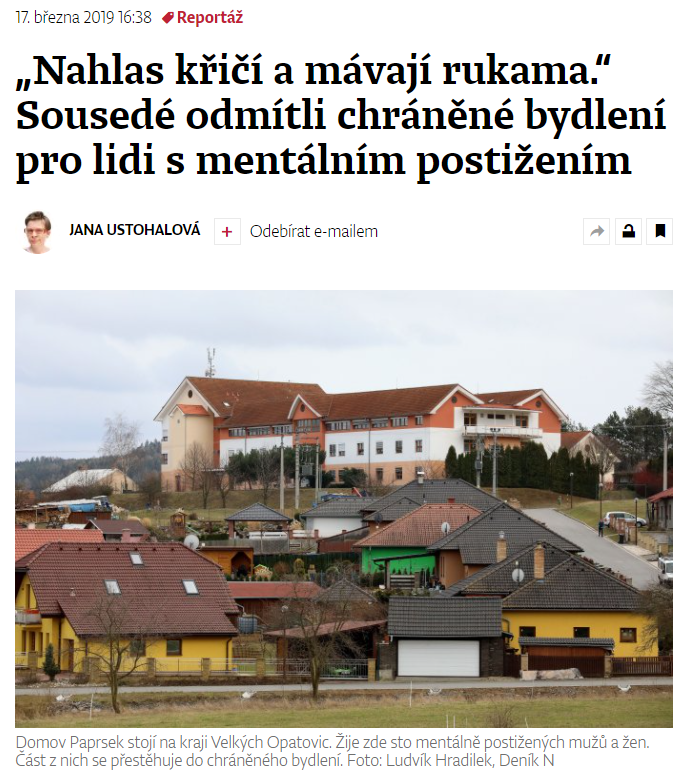 17. března 2019 16:38 Reportáž
„Nahlas křičí a mávají rukama.“
Sousedé odmítli chráněné bydlení
pro lidi s mentálním postižením
JANA USTOHALOVÁ + Odebírat e-mailem
Domov Paprsek stojí na kraji Velkých Opatovic. Žije zde sto mentálně postižených mužů a žen.
Část z nich se přestěhuje do chráněného bydlení. Foto: Ludvík Hradilek, Deník N